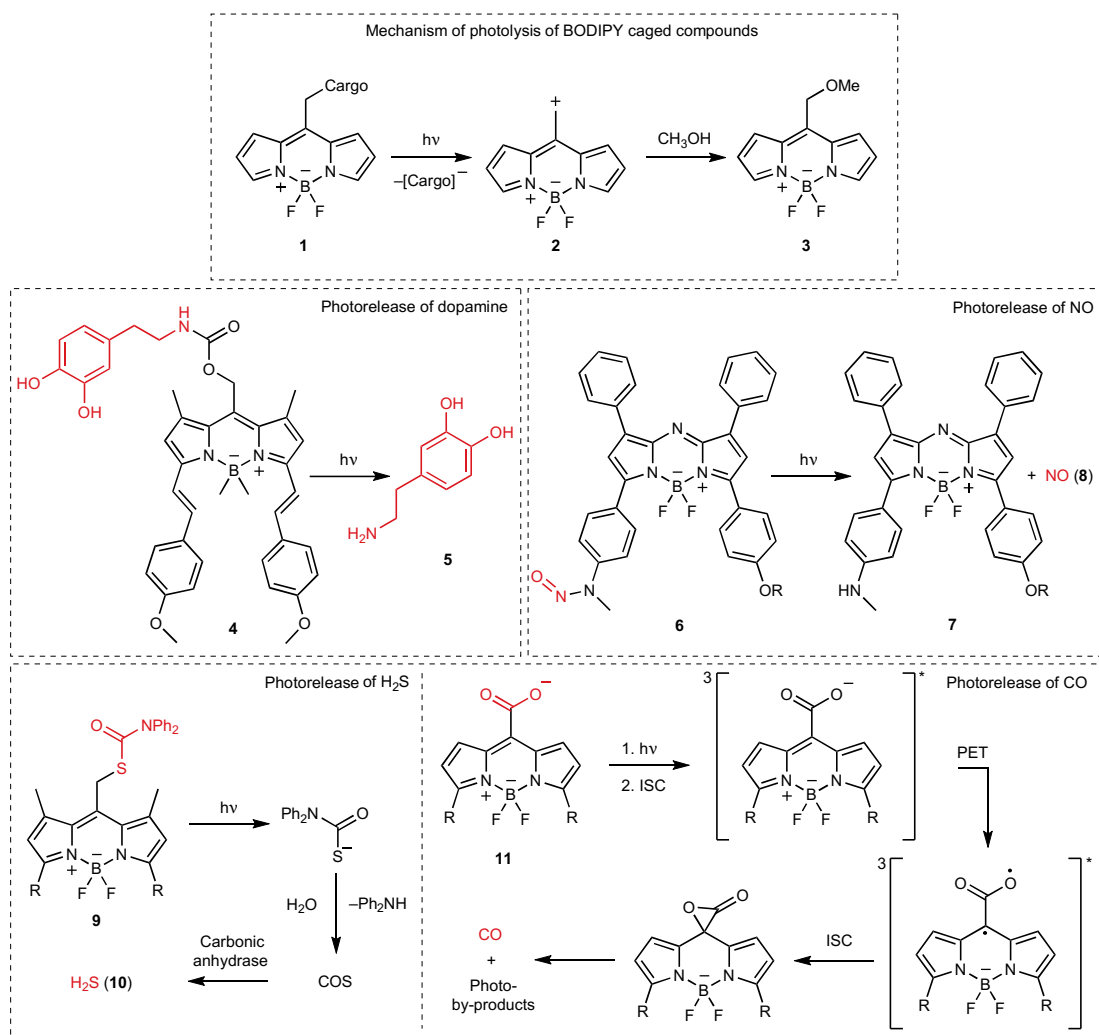 Mechanism of photolysis of BODIPY caged compounds
Cargo
N
+
B
−
N
F
F
1
hν
−[Cargo]−
+
N
+
B
−
N
F
F
2
CH3OH
OMe
N
+
B
−
N
F
F
3
Photorelease of dopamine
HO
OH
H
N
O
O
N
B
−
N
+
O
O
4
hν
OH
OH
H2N
5
Photorelease of NO
N
N
B
−
N
+
F
F
O
N
N
OR
6
hν
N
N
B
−
N
+
F
F
HN
OR
7
+ NO (8)
Photorelease of H2S
O
NPh2
S
N
+
B
−
N
R
F
F
R
9
hν
Ph2N
O
S−
H2O
−Ph2NH
COS
Carbonic
anhydrase
H2S (10)
Photorelease of CO
O
O−
N
+
B
−
N
R
F
F
R
11
1. hν
2. ISC
3
*
O
O−
N
+
B
−
N
R
F
F
R
PET
3
*
O
O•
•
N
B
−
N
R
F
F
R
ISC
O
O
N
B
−
N
R
F
F
R
CO
+
Photo-
by-products